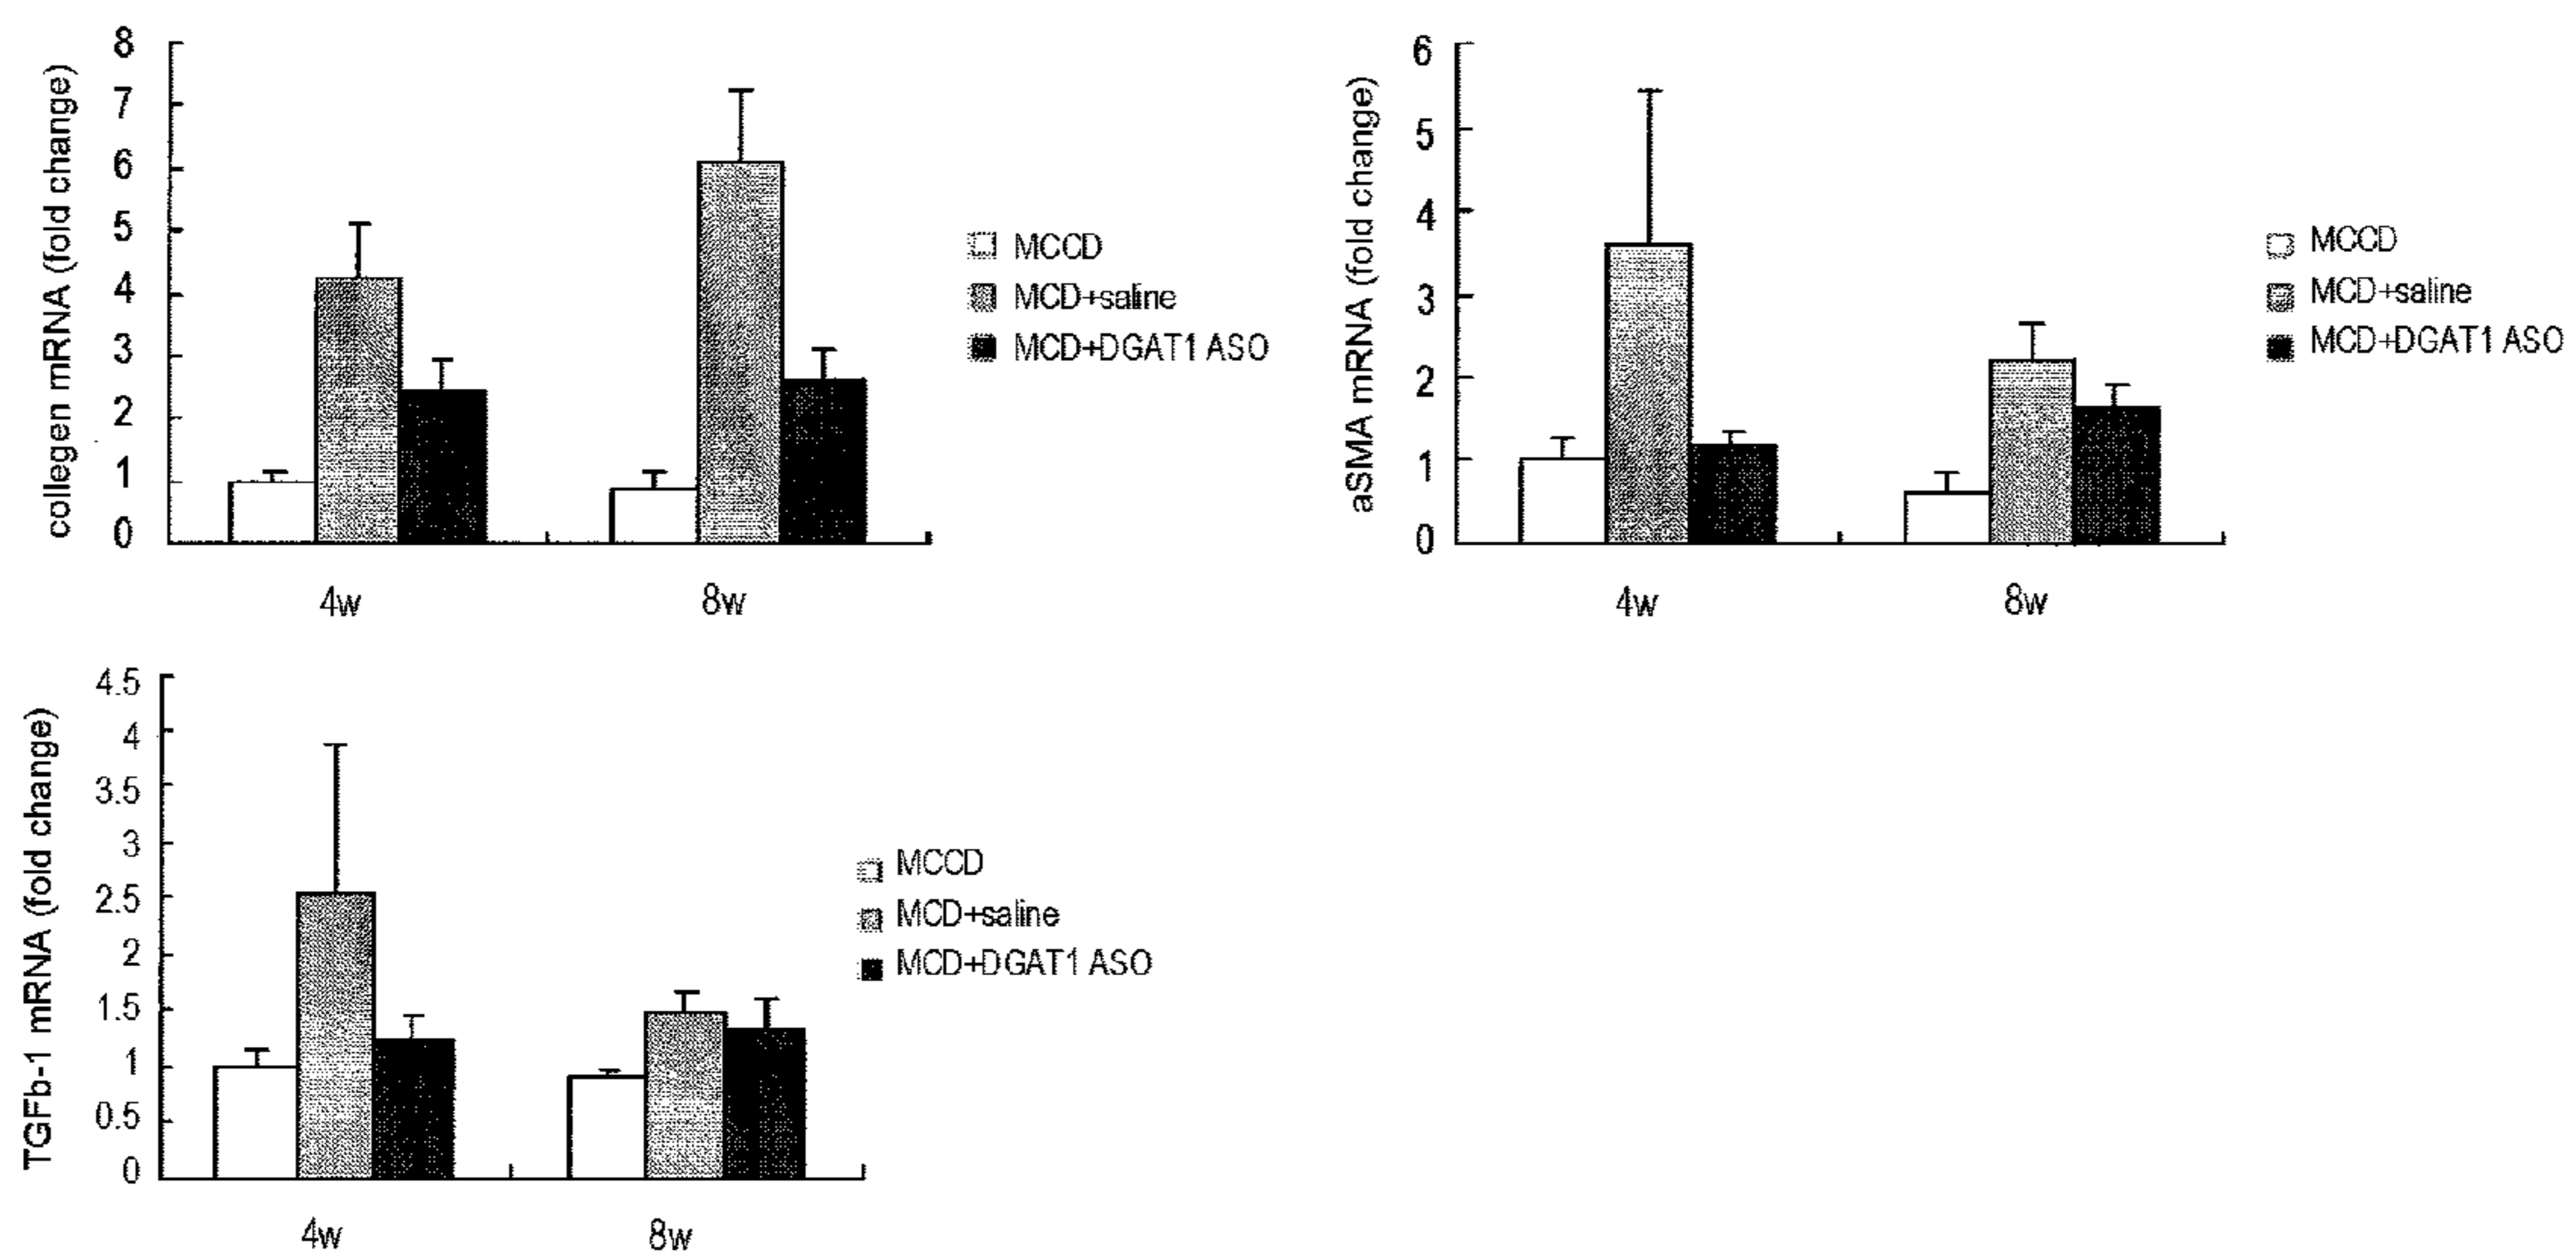 collegen mRNA (fold change)
8
7
6
5
4
3
2
1
0
4w
8w
MCCD
MCD+saline
MCD+DGAT1 ASO
aSMA mRNA (fold change)
6
5
4
3
2
1
0
4w
8w
MCCD
MCD+saline
MCD+DGAT1 ASO
TGFb-1 mRNA (fold change)
4.5
4
3.5
3
2.5
2
1.5
1
0.5
0
4w
8w
MCCD
MCD+saline
MCD+DGAT1 ASO